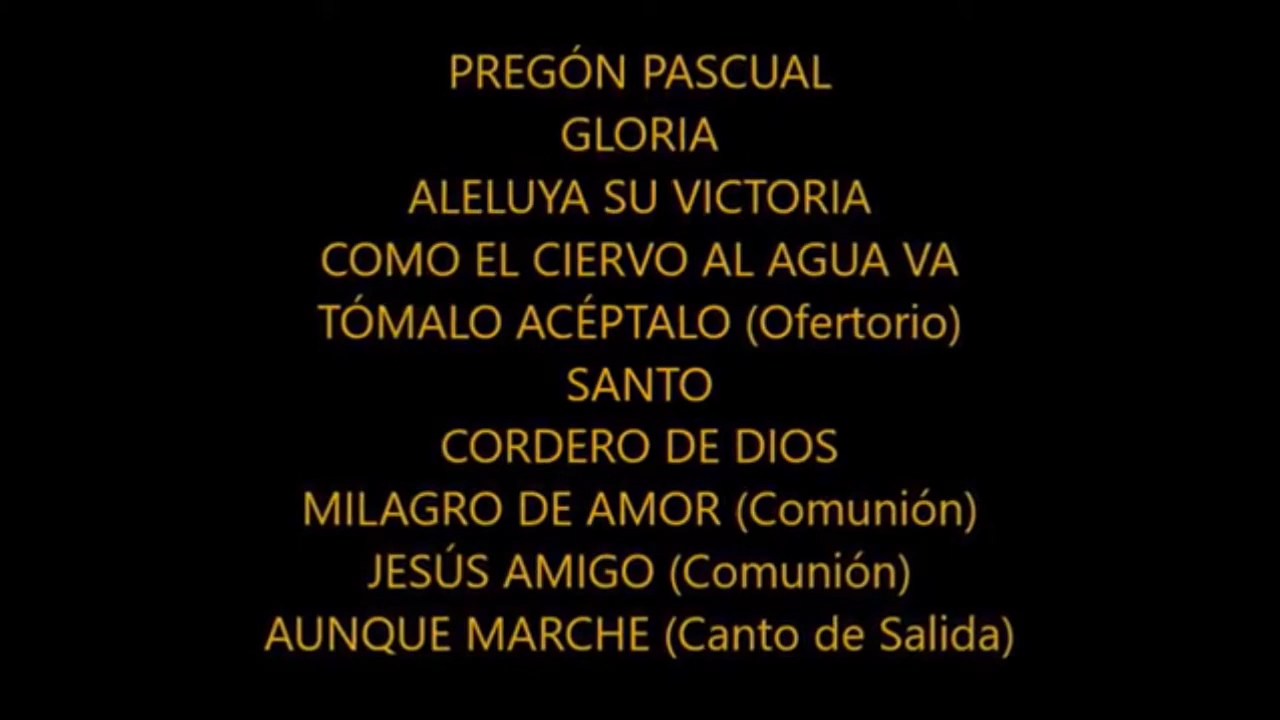 PREGÓN PASCUAL
GLORIA
ALELUYA SU VICTORIA
COMO EL CIERVO AL AGUA VA
TÓMALO ACÉPTALO (Ofertorio)
SANTO
CORDERO DE DIOS
MILAGRO DE AMOR (Comunión)
JESÚS AMIGO (Comunión)
AUNQUE MARCHE (Canto de Salida)